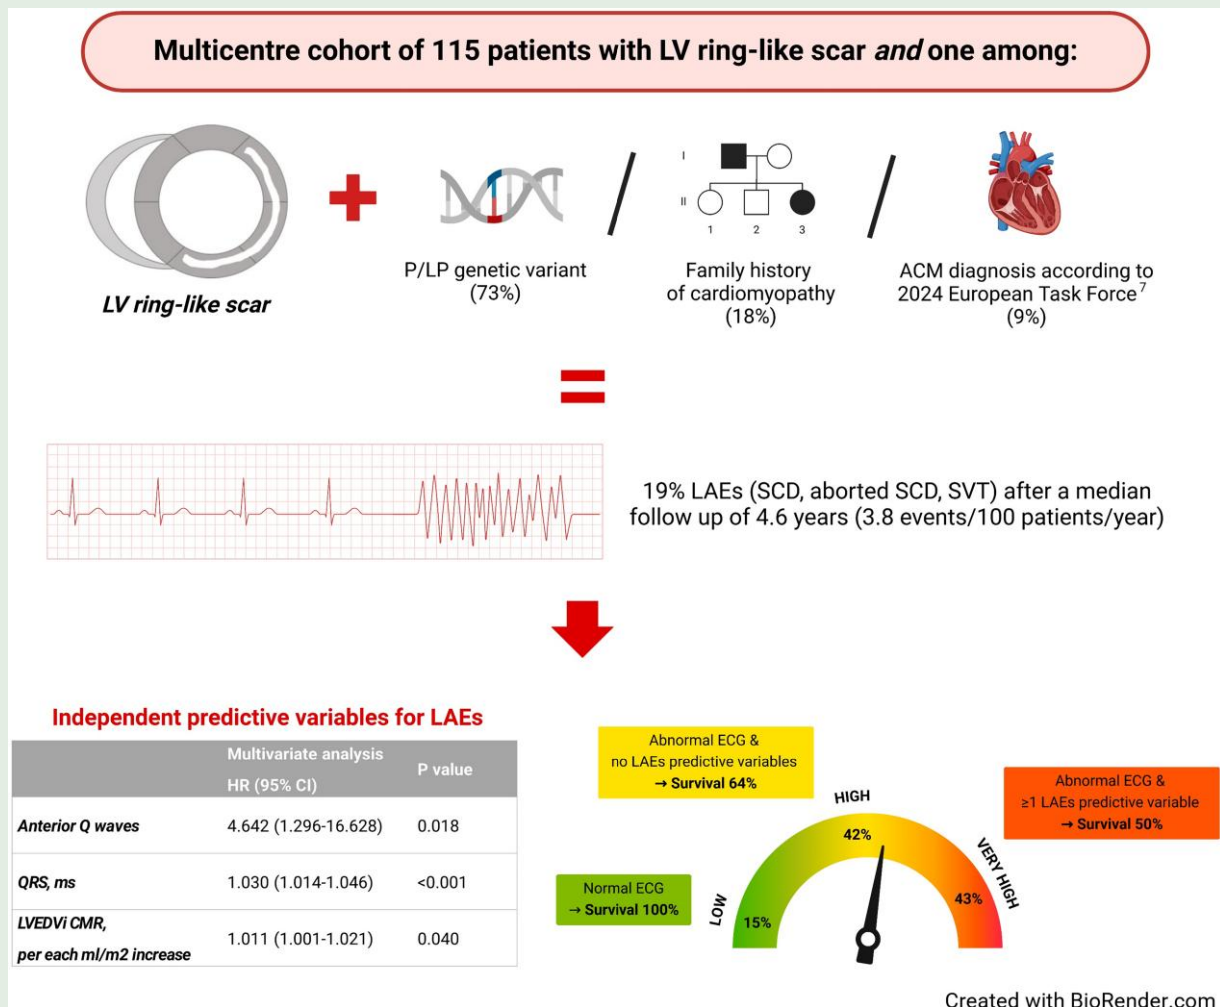 Multicentre cohort of 115 patients with LV ring-like scar and one among:
LV ring-like scar
P/LP genetic variant
(73%)
I
II
1 2 3
Family history
of cardiomyopathy
(18%)
ACM diagnosis according to
2024 European Task Force7
(9%)
19% LAEs (SCD, aborted SCD, SVT) after a median
follow up of 4.6 years (3.8 events/100 patients/year)
Independent predictive variables for LAEs
Multivariate analysis
HR (95% CI)
P value
Anterior Q waves 4.642 (1.296-16.628) 0.018
QRS, ms 1.030 (1.014-1.046) <0.001
LVEDVi CMR,
per each ml/m2 increase 1.011 (1.001-1.021) 0.040
Abnormal ECG &
no LAEs predictive variables
→ Survival 64%
Abnormal ECG &
≥1 LAEs predictive variable
→ Survival 50%
Normal ECG
→ Survival 100%
LOW
HIGH
VERY HIGH
15%
42%
43%
Created with BioRender.com